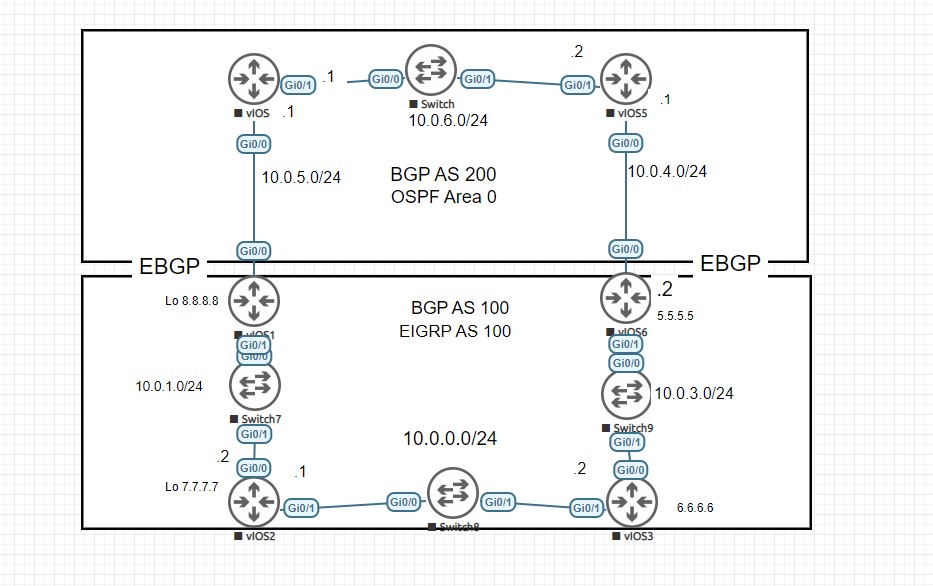 .2
Gi0/1
.1
Gi0/0
Gi0/1
Gi0/1
vIOS
.1
Switch
vIOS5
.1
10.0.6.0/24
Gi0/0
Gi0/0
10.0.5.0/24
BGP AS 200
10.0.4.0/24
OSPF Area 0
Gi0/0
Gi0/0
EBGP
EBGP
Lo 8.8.8.8
BGP AS 100
.2
5.5.5.5
vIOS1
EIGRP AS 100
vIOS6
Gi0/1
Gi0/1
Gi0/0
Gi0/0
10.0.1.0/24
10.0.3.0/24
Switch7
Switch9
Gi0/1
10.0.0.0/24
Gi0/1
.2
Gi0/0
.1
.2
Gi0/0
Lo 7.7.7.7
Gi0/1
Gi0/0
Gi0/1
Gi0/1
6.6.6.6
Switch8
vIOS2
vIOS3